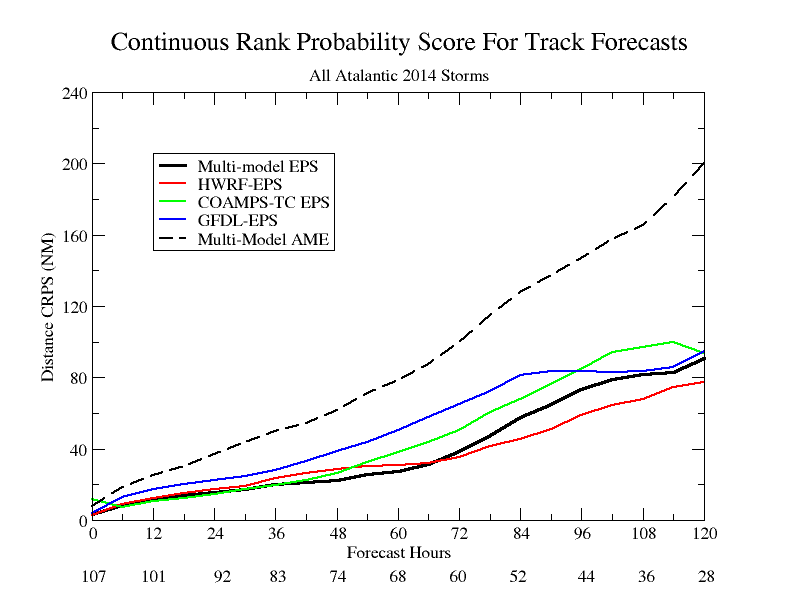 Continuous Rank Probability Score For Track Forecasts
All Atalantic 2014 Storms
240
200
160
120
80
40
0
Distance CRPS (NM)
Multi-model EPS
HWRF-EPS
COAMPS-TC EPS
GFDL-EPS
Multi-Model AME
0 12 24 36 48 60 72 84 96 108 120
Forecast Hours
107 101 92 83 74 68 60 52 44 36 28